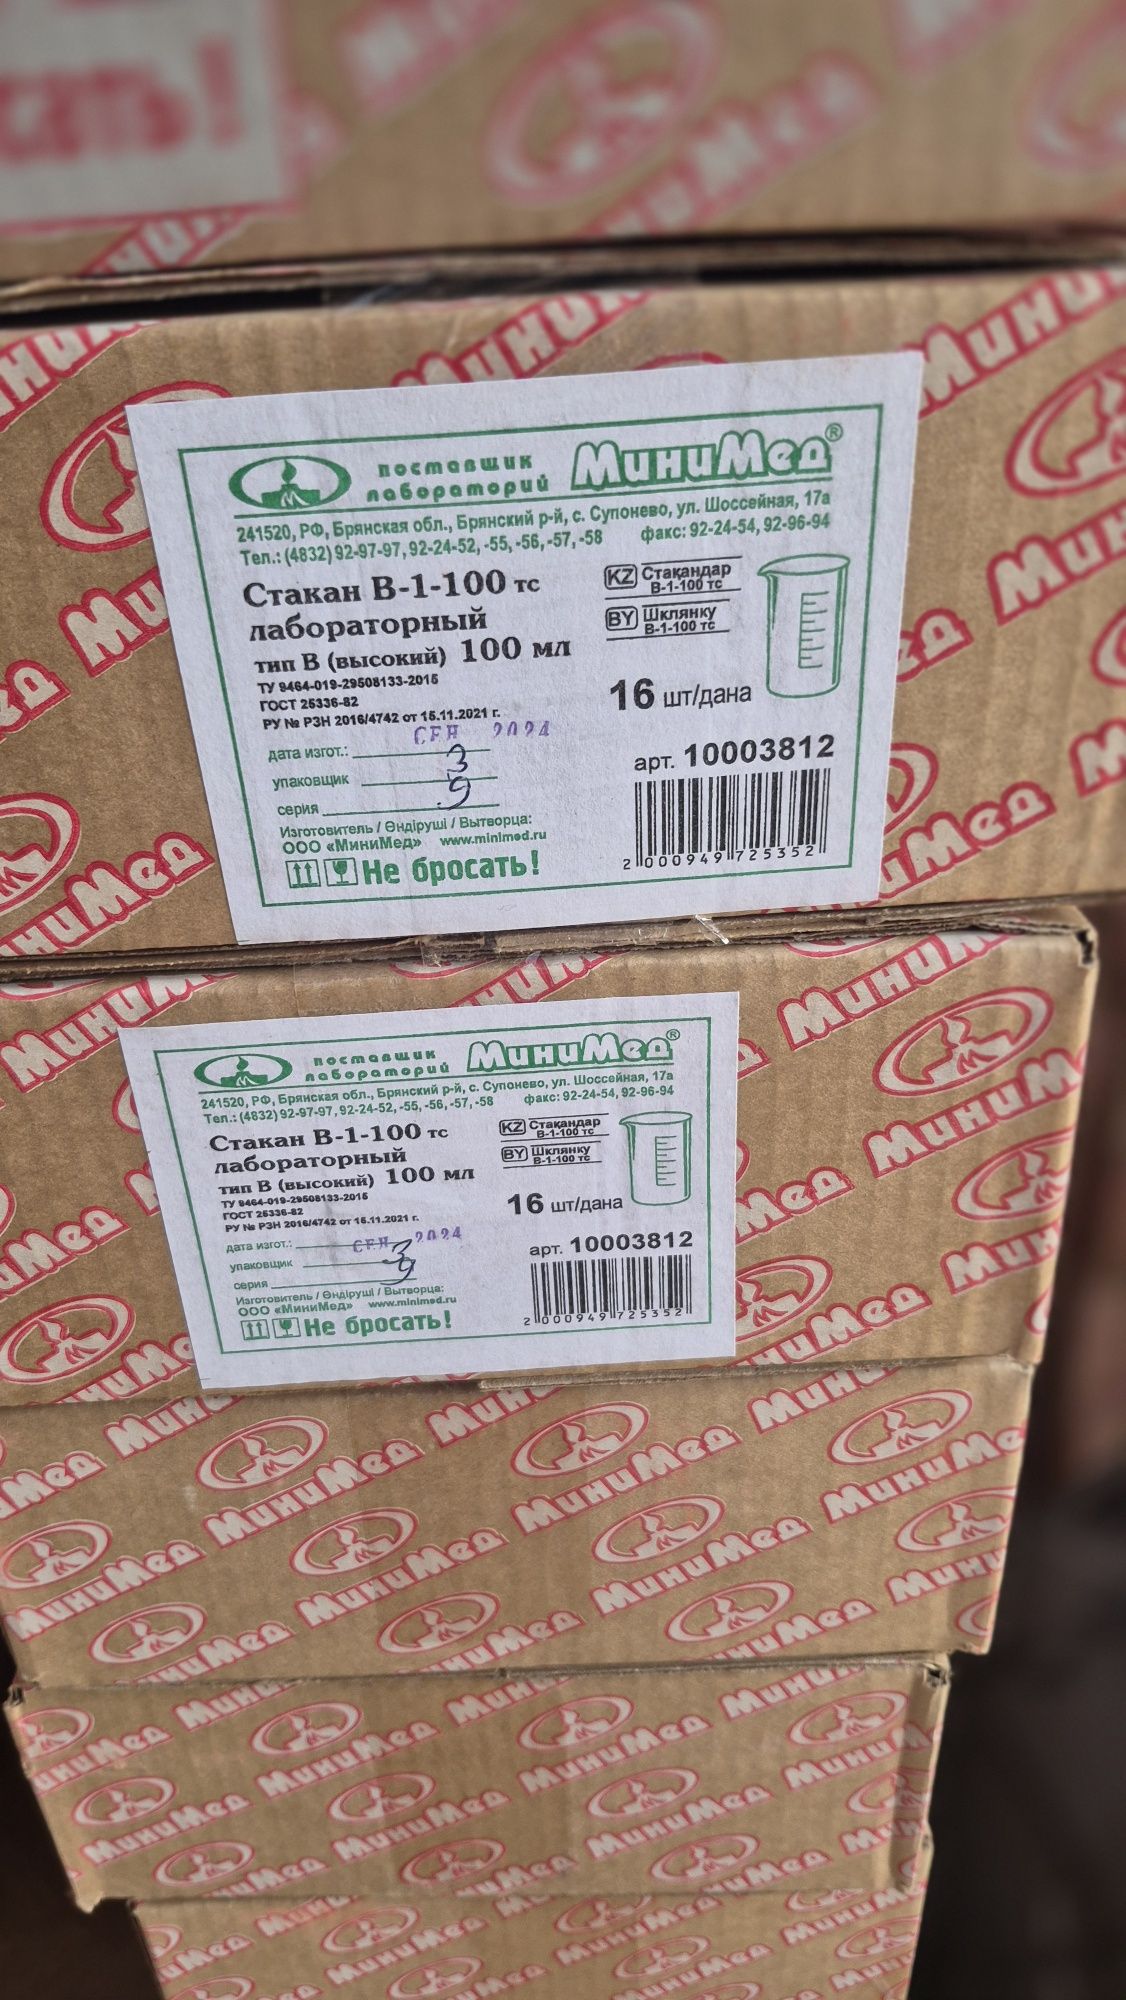 МиниМед
поставщик
лабораторий
МиниМед®
241520, РФ, Брянская обл., Брянский р-й, с. Супонево, ул. Шоссейная, 17а
Тел.: (4832) 92-97-97, 92-24-52, -55, -56, -57, -58 факс: 92-24-54, 92-96-94
Стакан В-1-100 тс
лабораторный
тип В (высокий) 100 мл
ТУ 9464-019-29508133-2015
ГОСТ 25336-82
РУ № РЗН 2016/4742 от 15.11.2021 г.
KZ Стақандар
В-1-100 тс
BY Шклянку
В-1-100 тс
16 шт/дана
дата изгот.: СЕН 2024
упаковщик 3
серия 9
арт. 10003812
2 000949 725352
Изготовитель / Өндіруші / Вытворца:
ООО «МиниМед» www.minimed.ru
Не бросать!
поставщик
лабораторий
МиниМед®
241520, РФ, Брянская обл., Брянский р-й, с. Супонево, ул. Шоссейная, 17а
Тел.: (4832) 92-97-97, 92-24-52, -55, -56, -57, -58 факс: 92-24-54, 92-96-94
Стакан В-1-100 тс
лабораторный
тип В (высокий) 100 мл
ТУ 9464-019-29508133-2015
ГОСТ 25336-82
РУ № РЗН 2016/4742 от 15.11.2021 г.
KZ Стақандар
В-1-100 тс
BY Шклянку
В-1-100 тс
16 шт/дана
дата изгот.: СЕН 2024
упаковщик 3
серия 9
арт. 10003812
2 000949 725352
Изготовитель / Өндіруші / Вытворца:
ООО «МиниМед» www.minimed.ru
Не бросать!
МиниМед
МиниМед
МиниМед